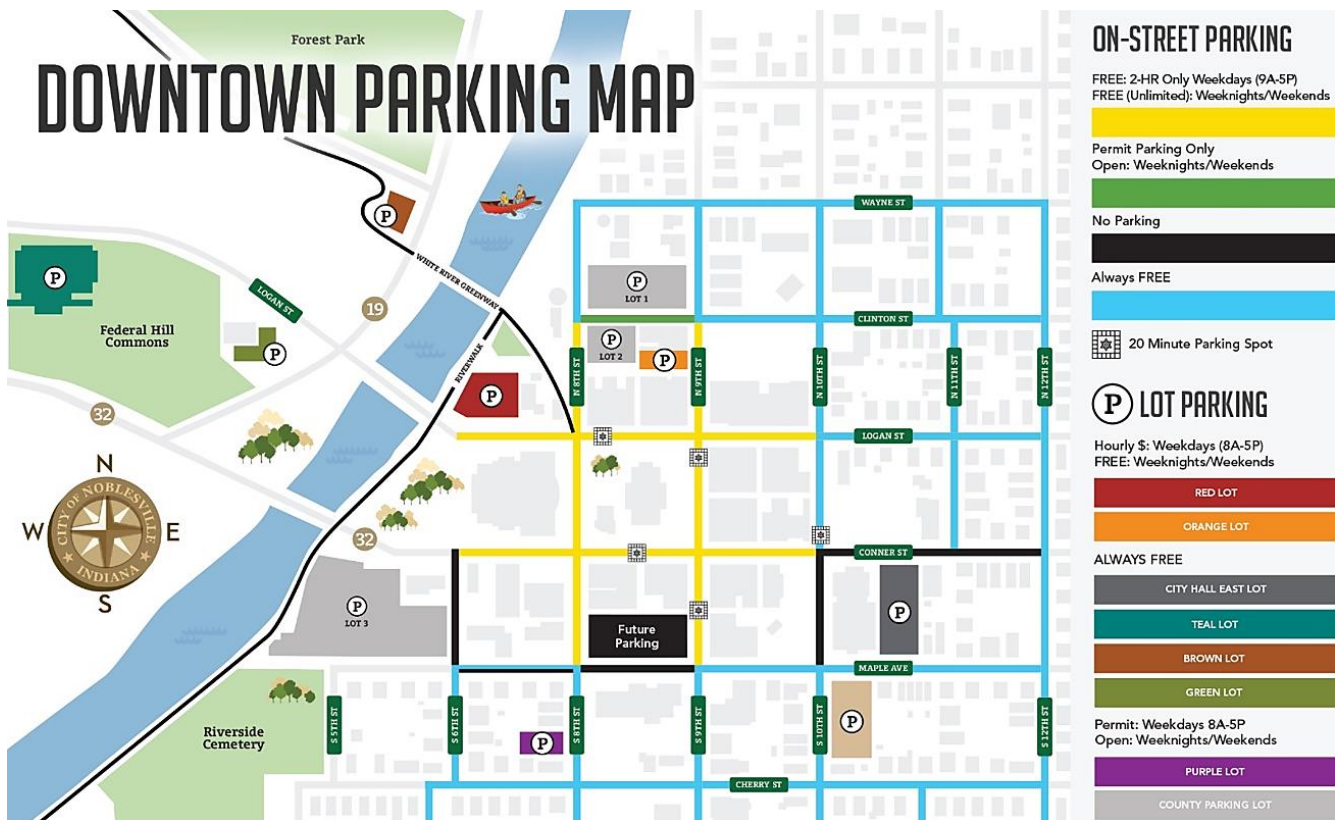 Forest Park
DOWNTOWN PARKING MAP
WAYNE ST
P
WHITE RIVER GREENWAY
P
LOGAN ST
19
Federal Hill
Commons
P
P
LOT 1
CLINTON ST
P
LOT 2
P
N 8TH ST
N 9TH ST
N 10TH ST
N 11TH ST
N 12TH ST
RIVERWALK
P
32
LOGAN ST
N
W
E
S
CITY OF NOBLESVILLE
INDIANA
32
CONNER ST
P
LOT 3
Future
Parking
P
MAPLE AVE
Riverside
Cemetery
S 5TH ST
S 6TH ST
P
S 8TH ST
S 9TH ST
S 10TH ST
P
S 12TH ST
CHERRY ST
ON-STREET PARKING
FREE: 2-HR Only Weekdays (9A-5P)
FREE (Unlimited): Weeknights/Weekends
Permit Parking Only
Open: Weeknights/Weekends
No Parking
Always FREE
20 Minute Parking Spot
P LOT PARKING
Hourly $: Weekdays (8A-5P)
FREE: Weeknights/Weekends
RED LOT
ORANGE LOT
ALWAYS FREE
CITY HALL EAST LOT
TEAL LOT
BROWN LOT
GREEN LOT
Permit: Weekdays 8A-5P
Open: Weeknights/Weekends
PURPLE LOT
COUNTY PARKING LOT